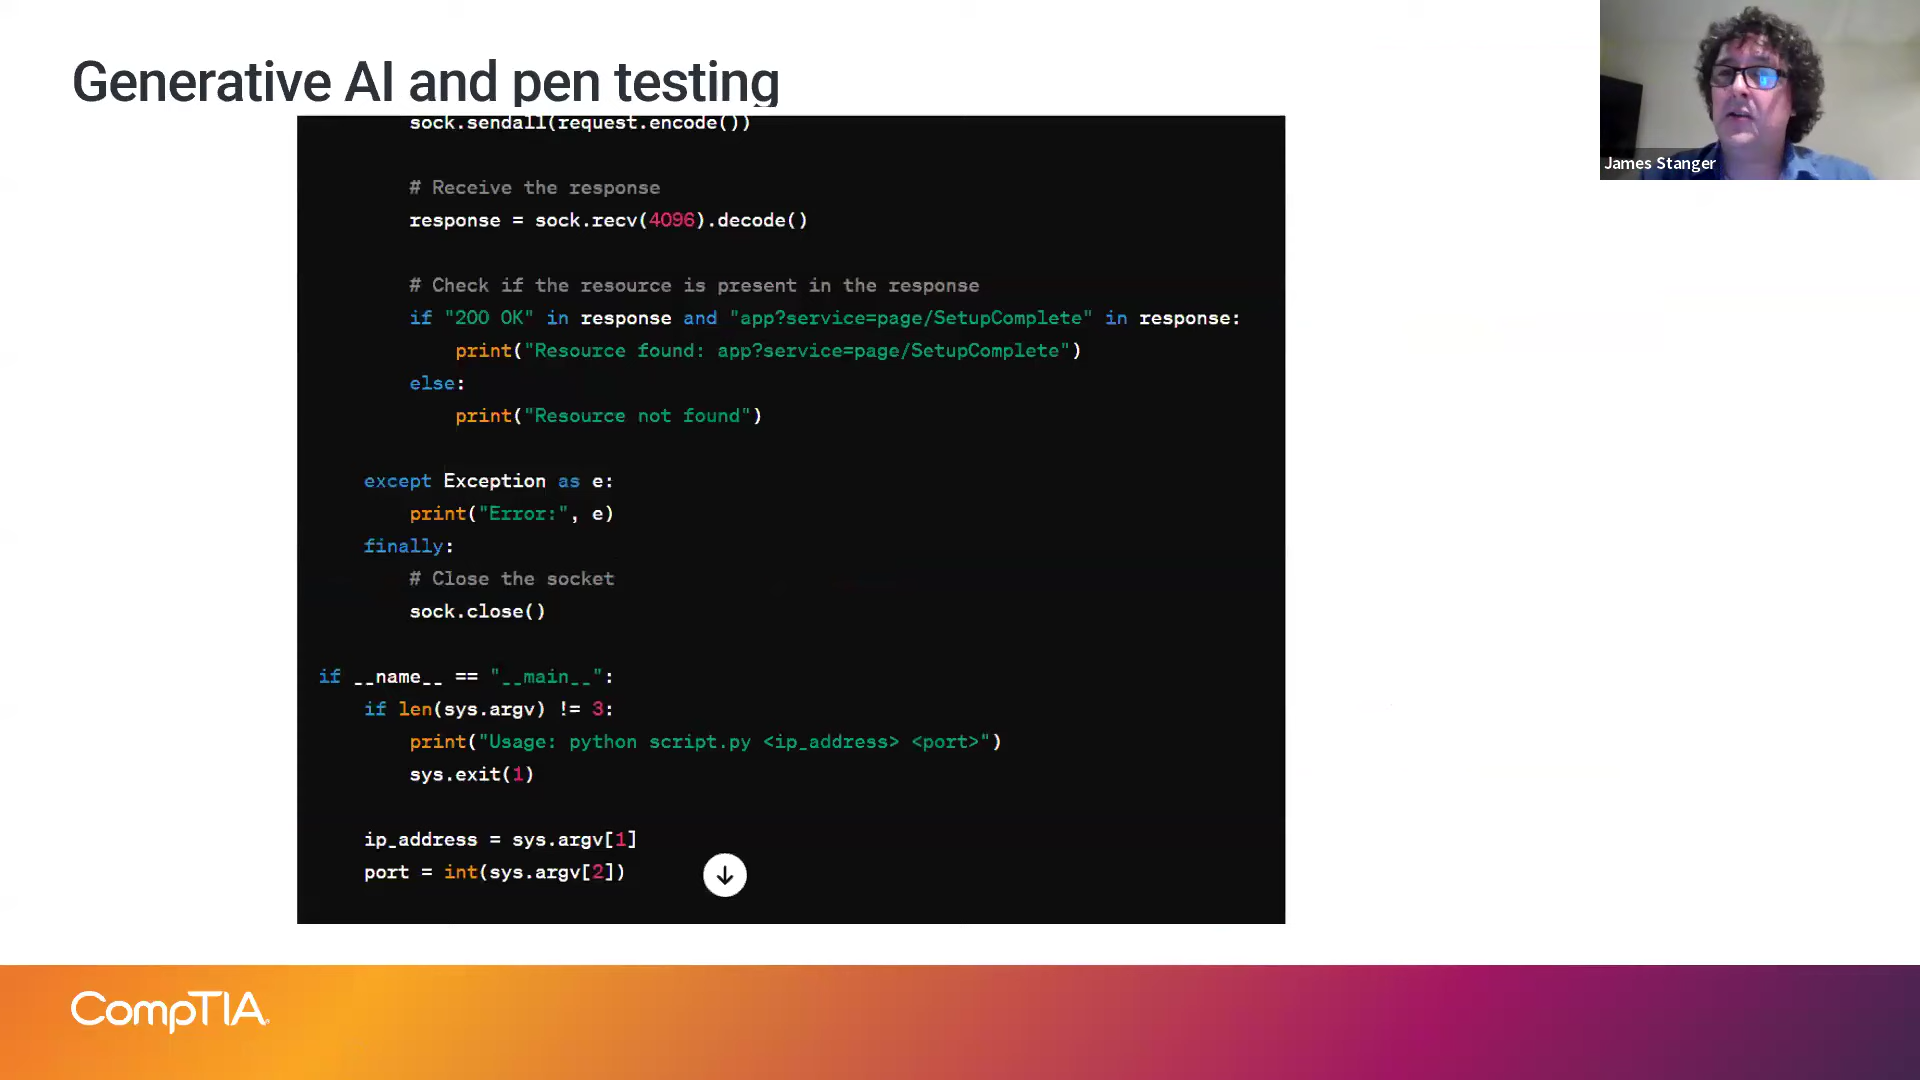 Generative AI and pen testing
James Stanger
sock.sendall(request.encode())
# Receive the response
response = sock.recv(4096).decode()
# Check if the resource is present in the response
if "200 OK" in response and "app?service=page/SetupComplete" in response:
print("Resource found: app?service=page/SetupComplete")
else:
print("Resource not found")
except Exception as e:
print("Error:", e)
finally:
# Close the socket
sock.close()
if __name__ == "__main__":
if len(sys.argv) != 3:
print("Usage: python script.py <ip_address> <port>")
sys.exit(1)
ip_address = sys.argv[1]
port = int(sys.argv[2])
CompTIA.